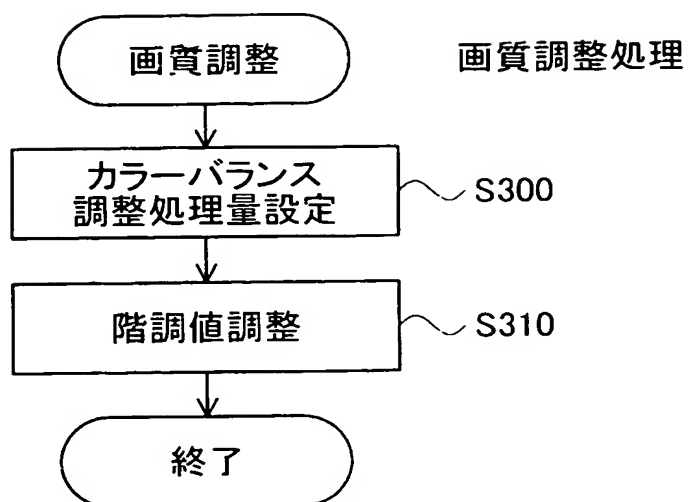 画質調整
画質調整処理
カラーバランス
調整処理量設定
S300
階調値調整
S310
終了